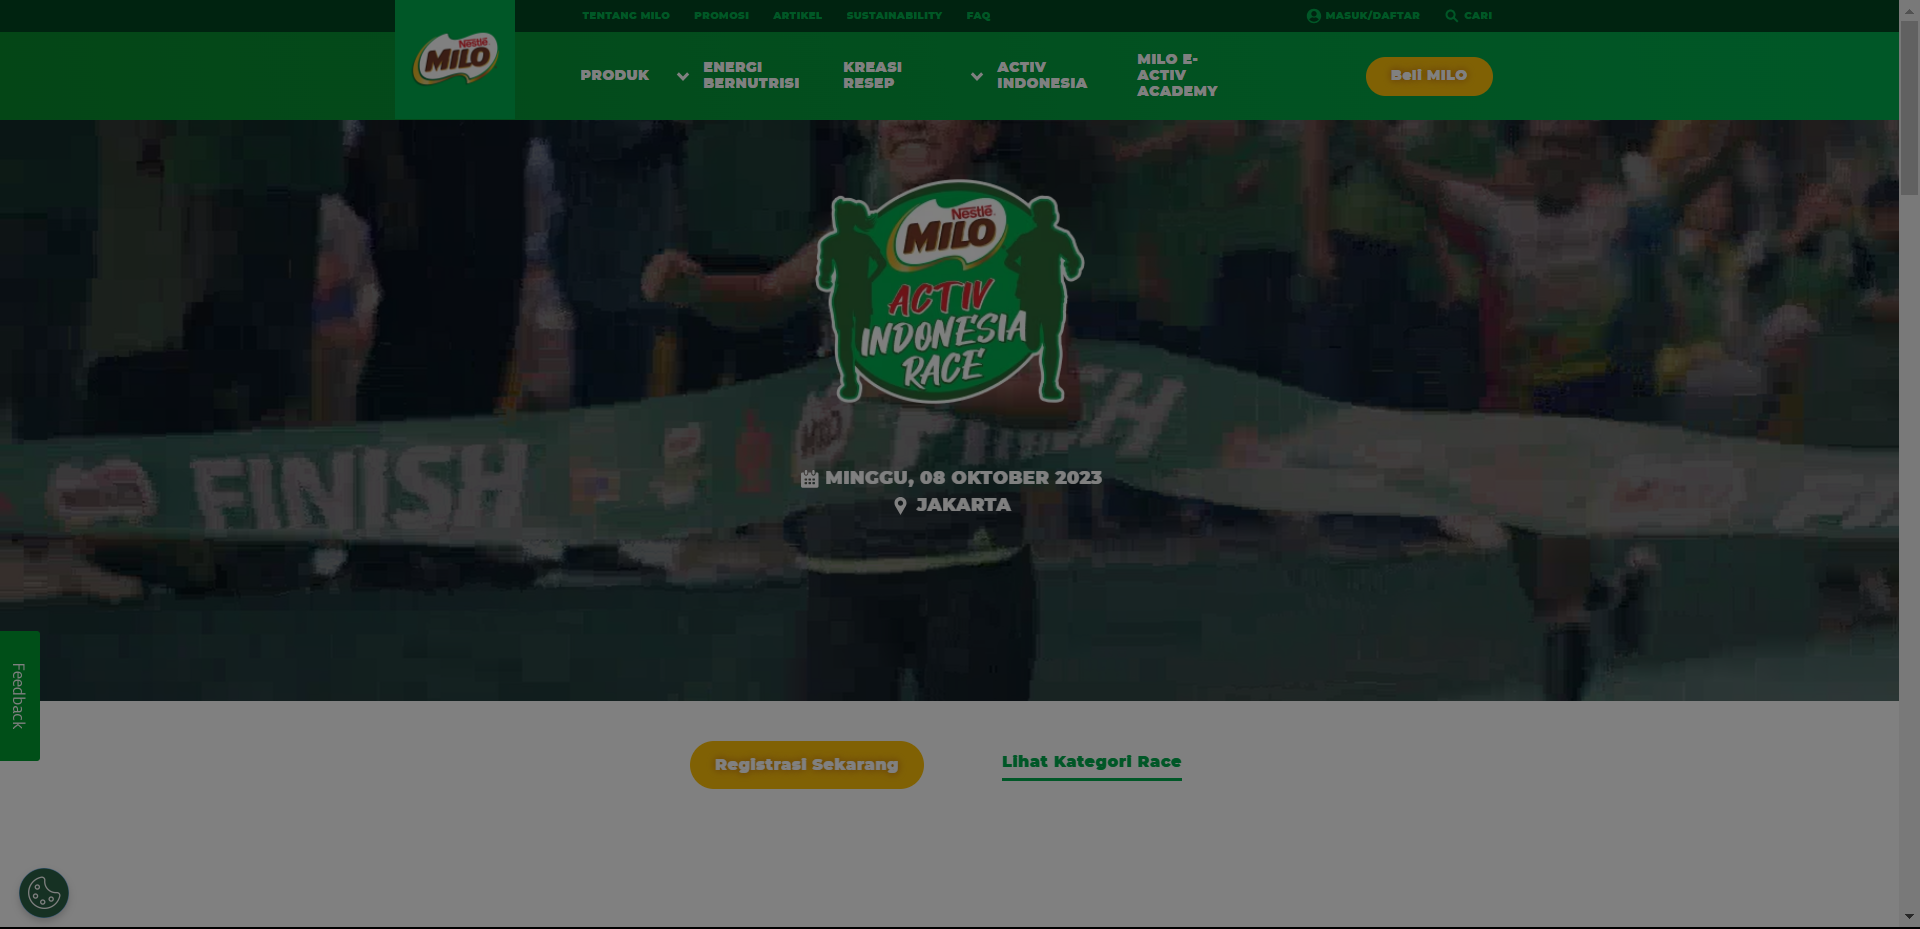 TENTANG MILO PROMOSI ARTIKEL SUSTAINABILITY FAQ MASUK/DAFTAR CARI
Nestlé
MILO
PRODUK
ENERGI
BERNUTRISI
KREASI
RESEP
ACTIV
INDONESIA
MILO E-
ACTIV
ACADEMY
Beli MILO
Nestlé
MILO
ACTIV
INDONESIA
RACE
FINISH
MINGGU, 08 OKTOBER 2023
JAKARTA
Feedback
Registrasi Sekarang
Lihat Kategori Race